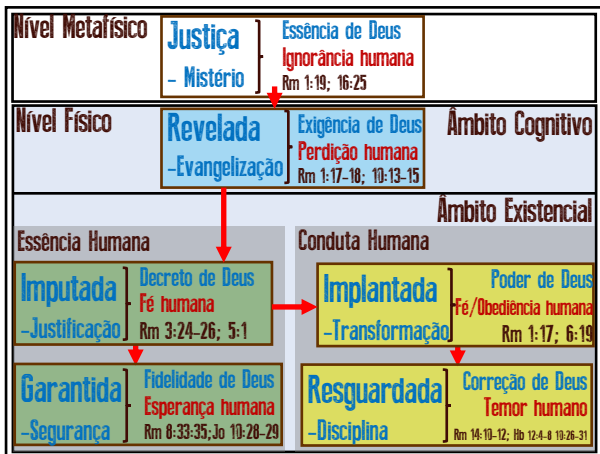 Nível Metafísico
Justiça
- Mistério
Essência de Deus
Ignorância humana
Rm 1:19; 16:25
Nível Físico
Âmbito Cognitivo
Revelada
-Evangelização
Exigência de Deus
Perdição humana
Rm 1:17-18; 10:13-15
Âmbito Existencial
Essência Humana
Conduta Humana
Imputada
-Justificação
Decreto de Deus
Fé humana
Rm 3:24-26; 5:1
Implantada
-Transformação
Poder de Deus
Fé/Obediência humana
Rm 1:17; 6:19
Garantida
-Segurança
Fidelidade de Deus
Esperança humana
Rm 8:33:35;Jo 10:28-29
Resguardada
-Disciplina
Correção de Deus
Temor humano
Rm 14:10-12; Hb 12:4-8 10:26-31